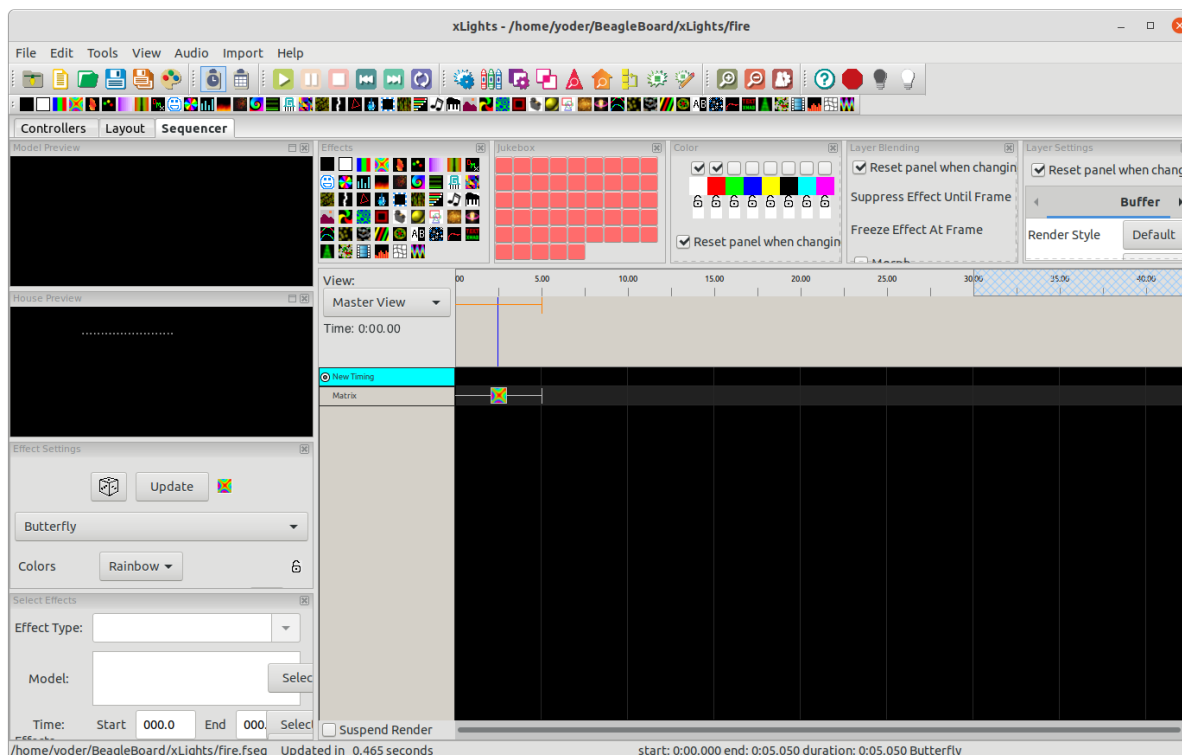 xLights - /home/yoder/BeagleBoard/xLights/fire
File Edit Tools View Audio Import Help
Controllers Layout Sequencer
Model Preview
Effects
Jukebox
Color
Layer Blending
Layer Settings
Reset panel when changin
Reset panel when chang
Suppress Effect Until Frame
Buffer
Freeze Effect At Frame
Render Style Default
Reset panel when changin
Morph
House Preview
View:
Master View
Time: 0:00.00
00 5.00 10.00 15.00 20.00 25.00 30.00 35.00 40.00
New Timing
Matrix
Effect Settings
Update
Butterfly
Colors Rainbow
Select Effects
Effect Type:
Model: Selec
Time: Start 000.0 End 000. Select
Effects
Suspend Render
/home/yoder/BeagleBoard/xLights/fire.fseq Updated in 0.465 seconds start: 0:00.000 end: 0:05.050 duration: 0:05.050 Butterfly